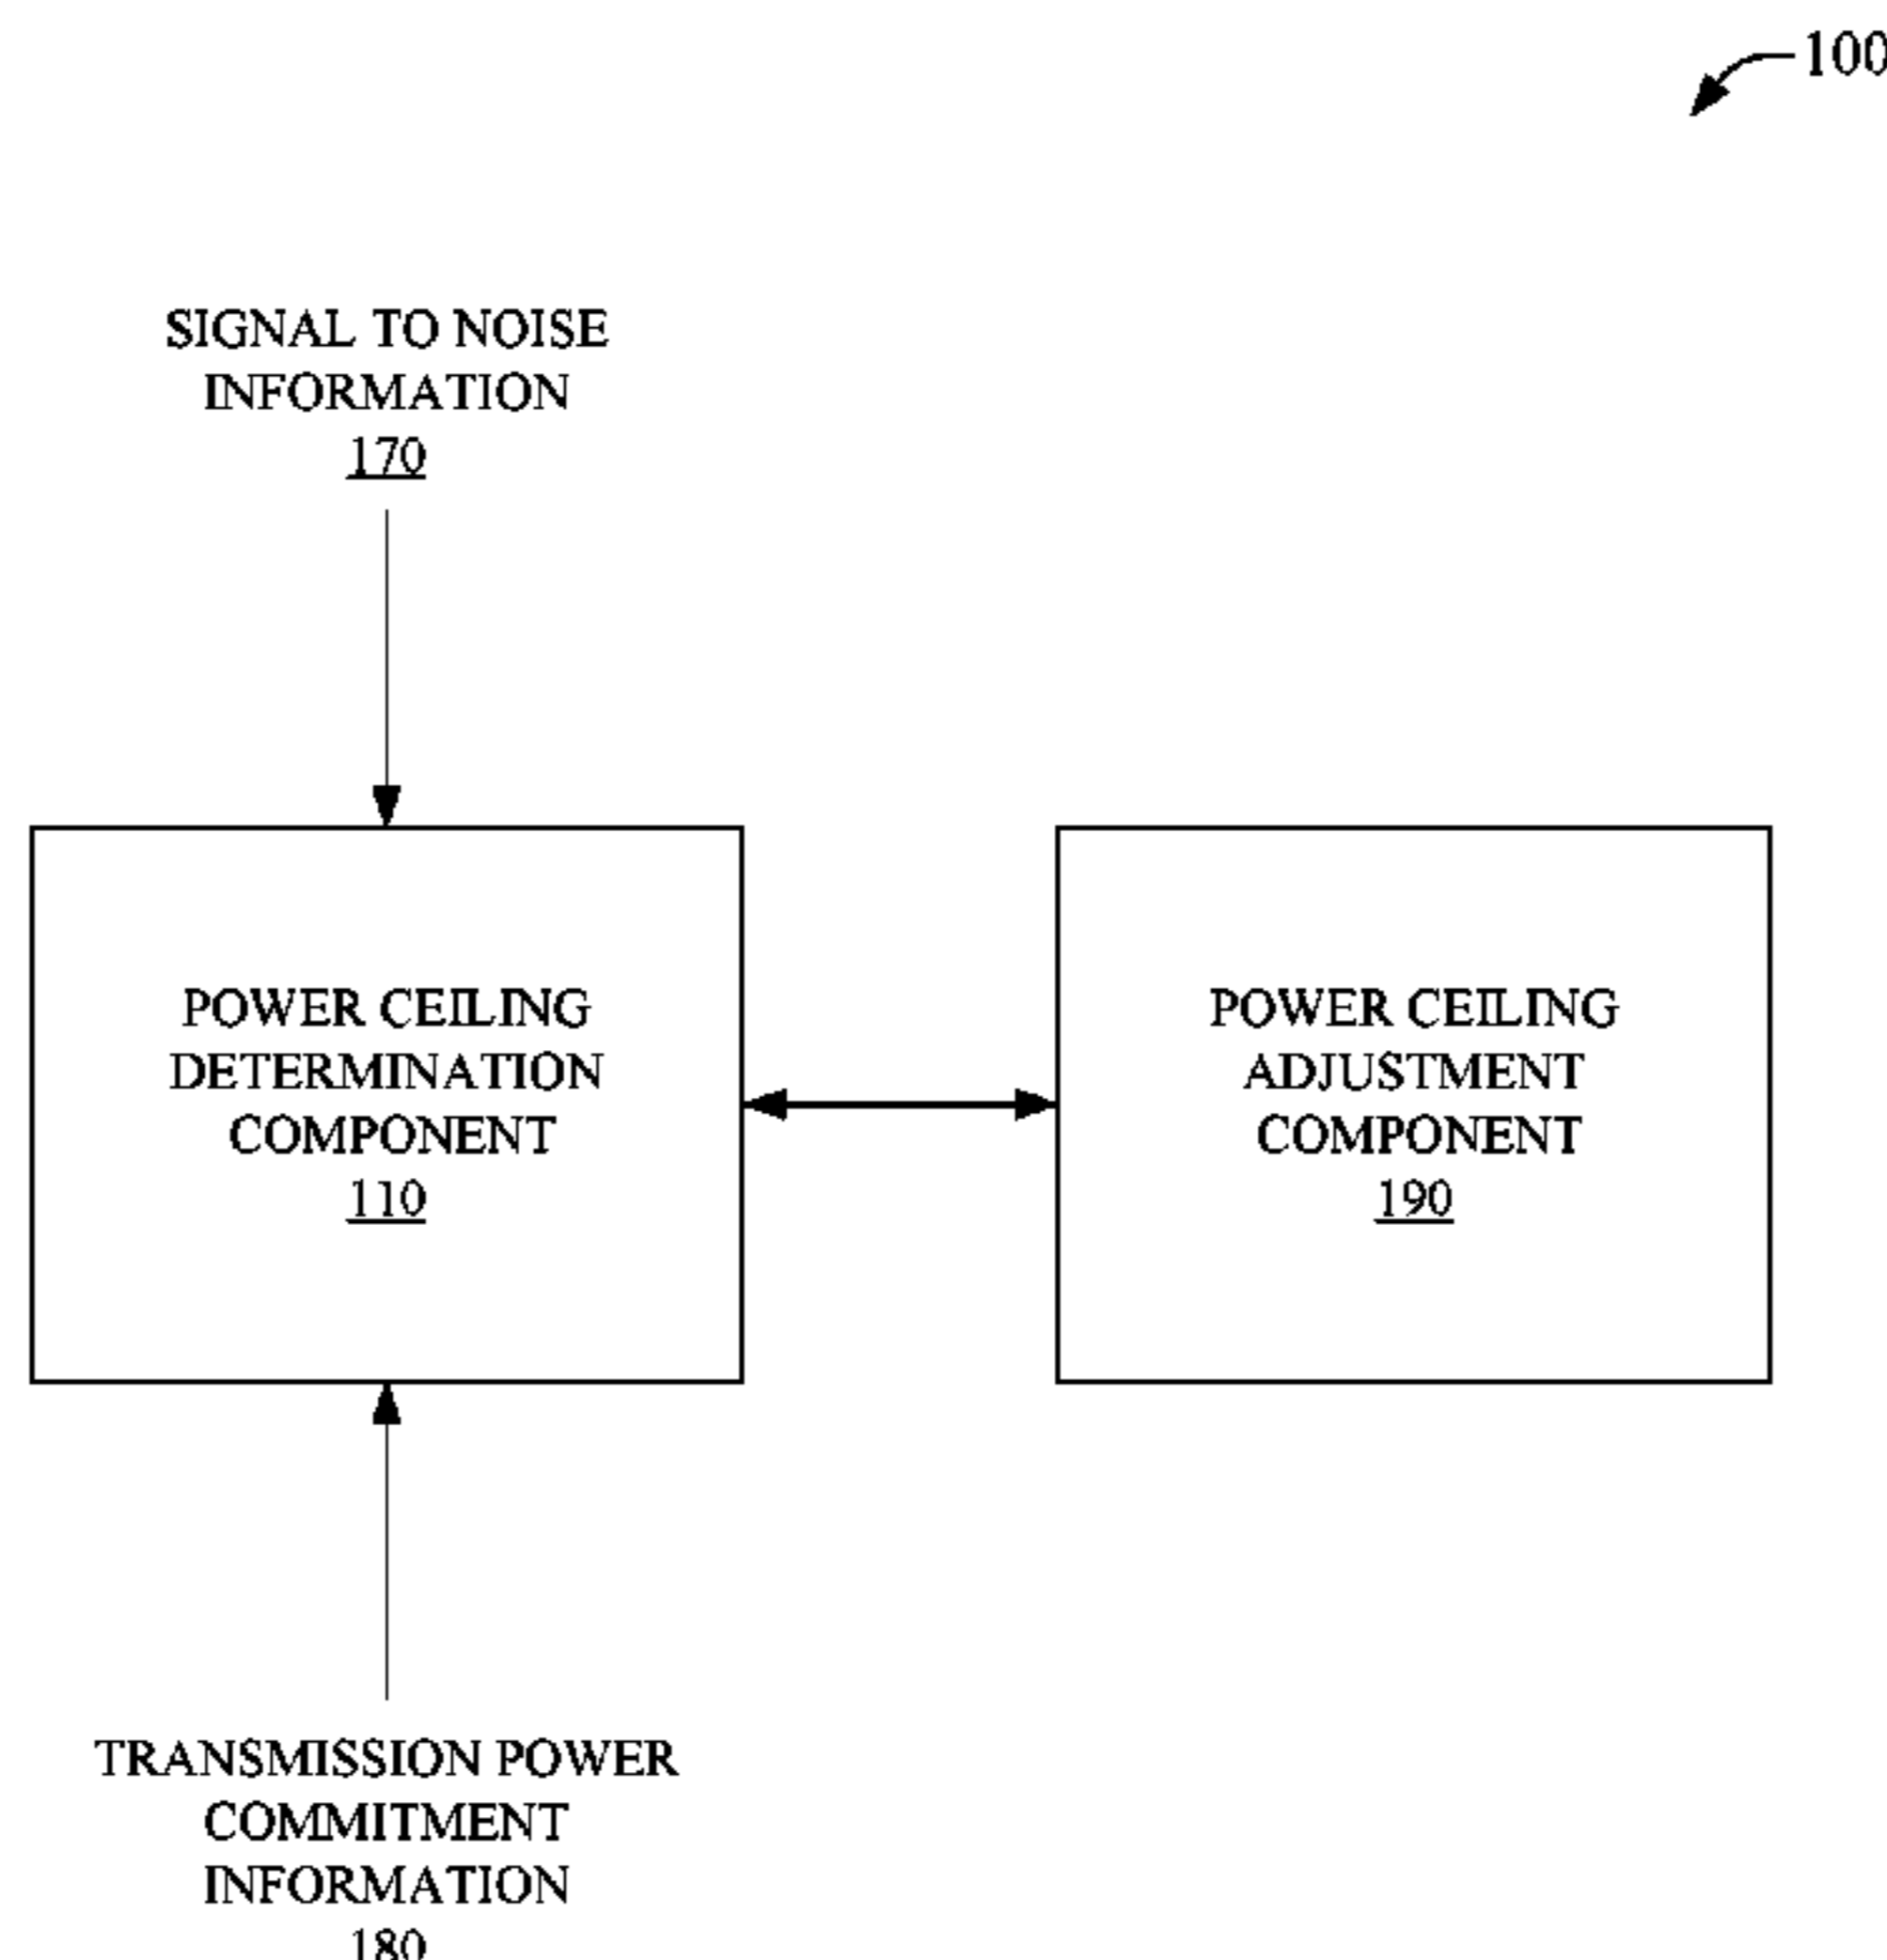 100
SIGNAL TO NOISE
INFORMATION
170
POWER CEILING
DETERMINATION
COMPONENT
110
POWER CEILING
ADJUSTMENT
COMPONENT
190
TRANSMISSION POWER
COMMITMENT
INFORMATION
180